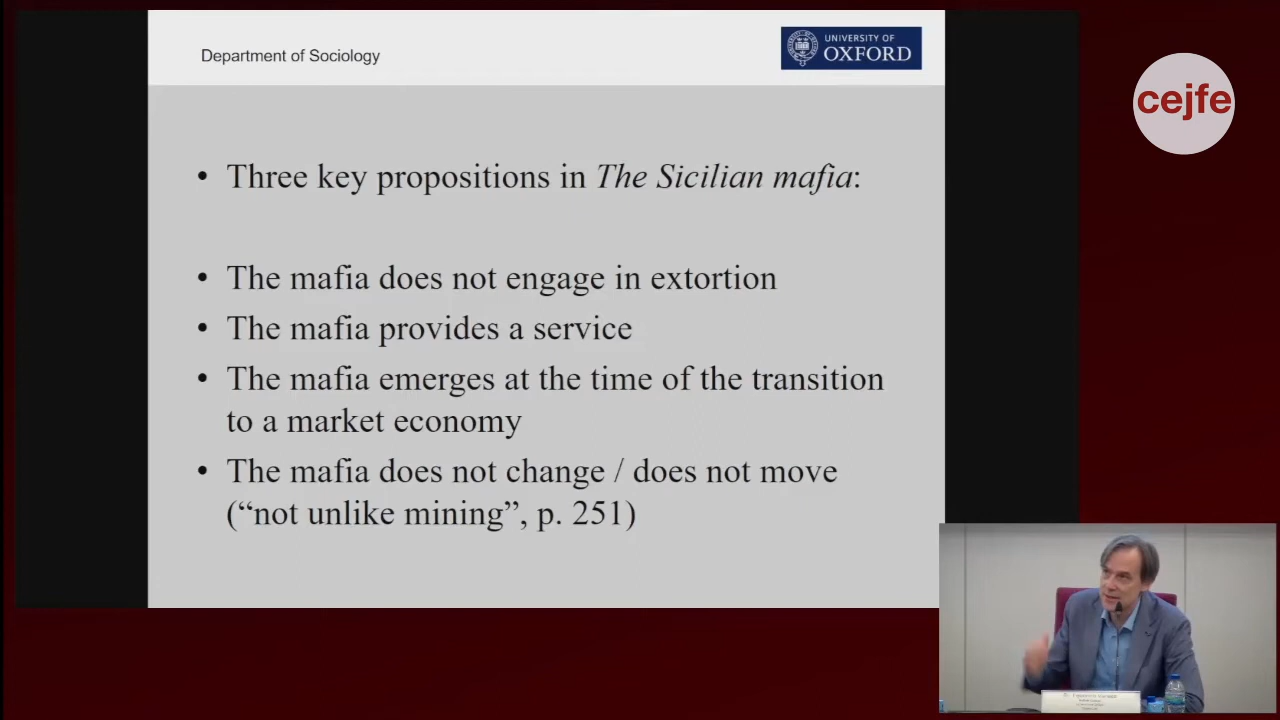 Department of Sociology
UNIVERSITY OF
OXFORD
cejfe
• Three key propositions in The Sicilian mafia:
• The mafia does not engage in extortion
• The mafia provides a service
• The mafia emerges at the time of the transition
to a market economy
• The mafia does not change / does not move
(“not unlike mining”, p. 251)